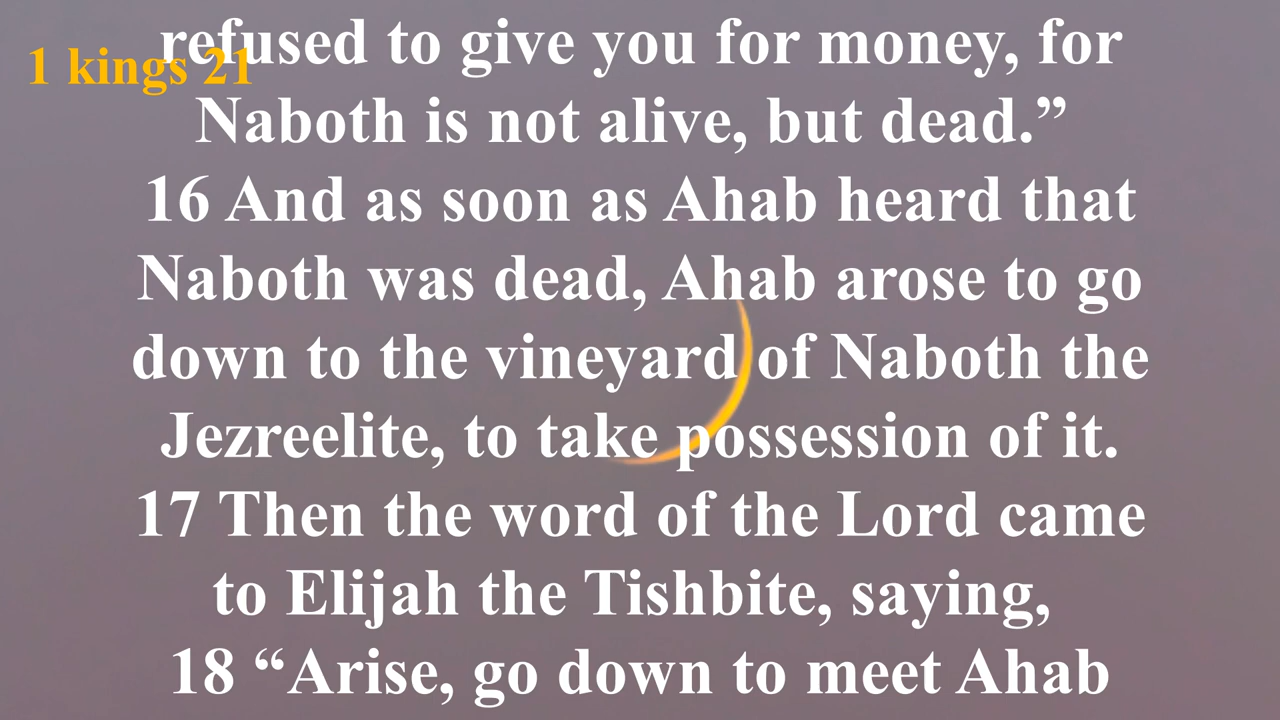 1 kings 21
refused to give you for money, for
Naboth is not alive, but dead.”
16 And as soon as Ahab heard that
Naboth was dead, Ahab arose to go
down to the vineyard of Naboth the
Jezreelite, to take possession of it.
17 Then the word of the Lord came
to Elijah the Tishbite, saying,
18 “Arise, go down to meet Ahab